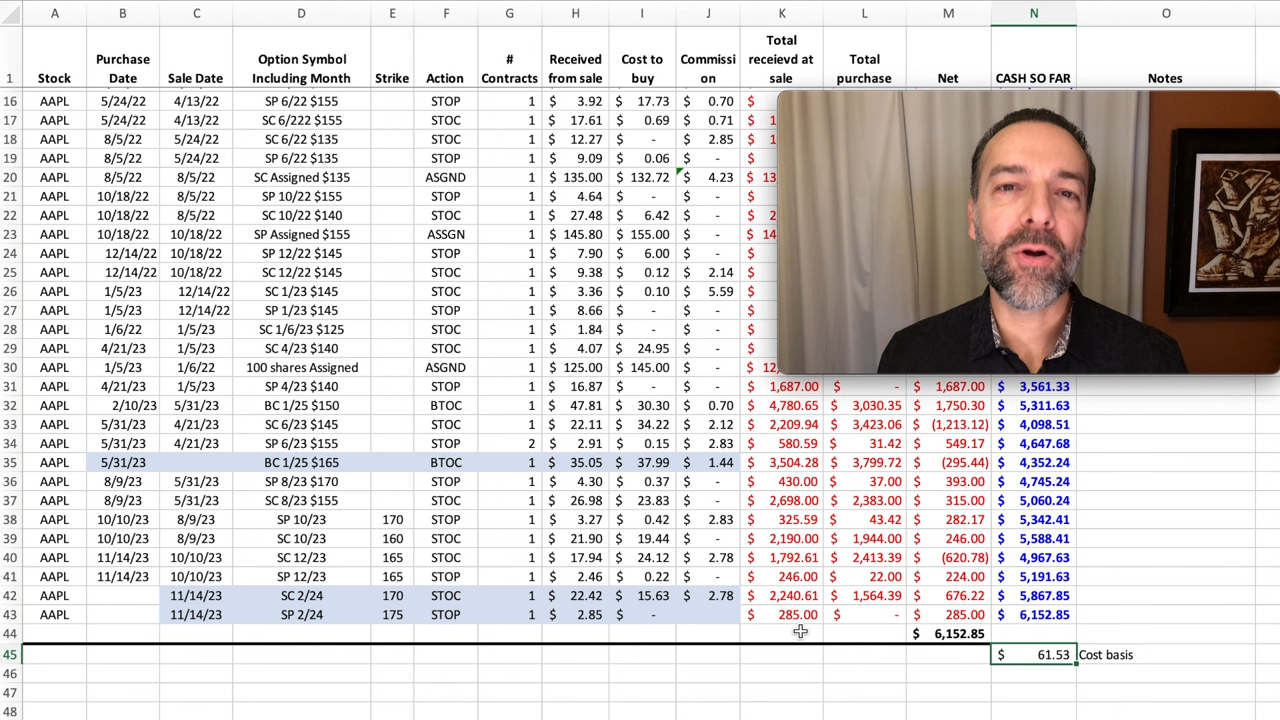 A B C D E F G H I J K L M N O
1 Stock Purchase Date Sale Date Option Symbol Including Month Strike Action # Contracts Received from sale Cost to buy Commissi on Total receievd at sale Total purchase Net CASH SO FAR Notes
16 AAPL 5/24/22 4/13/22 SP 6/22 $155 STOP 1 $ 3.92 $ 17.73 $ 0.70 $
17 AAPL 5/24/22 4/13/22 SC 6/222 $155 STOC 1 $ 17.61 $ 0.69 $ 0.71 $ 1
18 AAPL 8/5/22 5/24/22 SC 6/22 $135 STOC 1 $ 12.27 $ - $ 2.85 $ 1
19 AAPL 8/5/22 5/24/22 SP 6/22 $135 STOP 1 $ 9.09 $ 0.06 $ - $
20 AAPL 8/5/22 8/5/22 SC Assigned $135 ASGND 1 $ 135.00 $ 132.72 $ 4.23 $ 13
21 AAPL 10/18/22 8/5/22 SP 10/22 $155 STOP 1 $ 4.64 $ - $ - $
22 AAPL 10/18/22 8/5/22 SC 10/22 $140 STOC 1 $ 27.48 $ 6.42 $ - $ 2
23 AAPL 10/18/22 10/18/22 SP Assigned $155 ASSGN 1 $ 145.80 $ 155.00 $ - $ 14
24 AAPL 12/14/22 10/18/22 SP 12/22 $145 STOP 1 $ 7.90 $ 6.00 $ - $
25 AAPL 12/14/22 10/18/22 SC 12/22 $145 STOC 1 $ 9.38 $ 0.12 $ 2.14 $
26 AAPL 1/5/23 12/14/22 SC 1/23 $145 STOC 1 $ 3.36 $ 0.10 $ 5.59 $
27 AAPL 1/5/23 12/14/22 SP 1/23 $145 STOP 1 $ 8.66 $ - $ - $
28 AAPL 1/6/22 1/5/23 SC 1/6/23 $125 STOC 1 $ 1.84 $ - $ - $
29 AAPL 4/21/23 1/5/23 SC 4/23 $140 STOC 1 $ 4.07 $ 24.95 $ - $
30 AAPL 1/5/23 1/6/22 100 shares Assigned ASGND 1 $ 125.00 $ 145.00 $ - $ 12,
31 AAPL 4/21/23 1/5/23 SP 4/23 $140 STOP 1 $ 16.87 $ - $ - $ 1,687.00 $ - $ 1,687.00 $ 3,561.33
32 AAPL 2/10/23 5/31/23 BC 1/25 $150 BTOC 1 $ 47.81 $ 30.30 $ 0.70 $ 4,780.65 $ 3,030.35 $ 1,750.30 $ 5,311.63
33 AAPL 5/31/23 4/21/23 SC 6/23 $145 STOC 1 $ 22.11 $ 34.22 $ 2.12 $ 2,209.94 $ 3,423.06 $ (1,213.12) $ 4,098.51
34 AAPL 5/31/23 4/21/23 SP 6/23 $155 STOP 2 $ 2.91 $ 0.15 $ 2.83 $ 580.59 $ 31.42 $ 549.17 $ 4,647.68
35 AAPL 5/31/23 BC 1/25 $165 BTOC 1 $ 35.05 $ 37.99 $ 1.44 $ 3,504.28 $ 3,799.72 $ (295.44) $ 4,352.24
36 AAPL 8/9/23 5/31/23 SP 8/23 $170 STOP 1 $ 4.30 $ 0.37 $ - $ 430.00 $ 37.00 $ 393.00 $ 4,745.24
37 AAPL 8/9/23 5/31/23 SC 8/23 $155 STOC 1 $ 26.98 $ 23.83 $ - $ 2,698.00 $ 2,383.00 $ 315.00 $ 5,060.24
38 AAPL 10/10/23 8/9/23 SP 10/23 170 STOP 1 $ 3.27 $ 0.42 $ 2.83 $ 325.59 $ 43.42 $ 282.17 $ 5,342.41
39 AAPL 10/10/23 8/9/23 SC 10/23 160 STOC 1 $ 21.90 $ 19.44 $ - $ 2,190.00 $ 1,944.00 $ 246.00 $ 5,588.41
40 AAPL 11/14/23 10/10/23 SC 12/23 165 STOC 1 $ 17.94 $ 24.12 $ 2.78 $ 1,792.61 $ 2,413.39 $ (620.78) $ 4,967.63
41 AAPL 11/14/23 10/10/23 SP 12/23 165 STOP 1 $ 2.46 $ 0.22 $ - $ 246.00 $ 22.00 $ 224.00 $ 5,191.63
42 AAPL 11/14/23 SC 2/24 170 STOC 1 $ 22.42 $ 15.63 $ 2.78 $ 2,240.61 $ 1,564.39 $ 676.22 $ 5,867.85
43 AAPL 11/14/23 SP 2/24 175 STOP 1 $ 2.85 $ - $ 285.00 $ - $ 285.00 $ 6,152.85
44 $ 6,152.85
45 $ 61.53 Cost basis
46
47
48